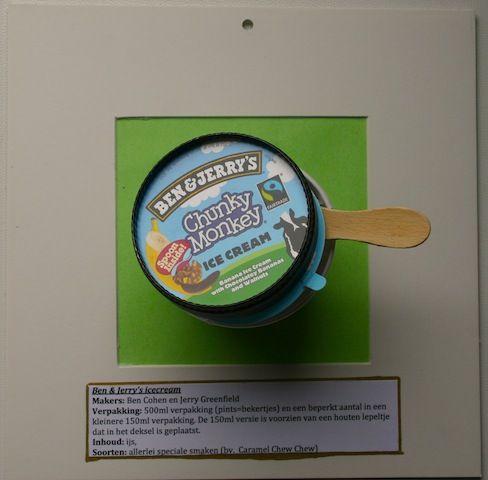 BEN & JERRY'S
Chunky
Monkey
FAIRTRADE
ICE CREAM
Spoon
Inside!
Banana Ice Cream
with Chocolatey Bananas
and Walnuts
Ben & Jerry's icecream
Makers: Ben Cohen en Jerry Greenfield
Verpakking: 500ml verpakking (pints=bekertjes) en een beperkt aantal in een
kleinere 150ml verpakking. De 150ml versie is voorzien van een houten lepeltje
dat in het deksel is geplaatst.
Inhoud: ijs,
Soorten: allerlei speciale smaken (bv. Caramel Chew Chew)